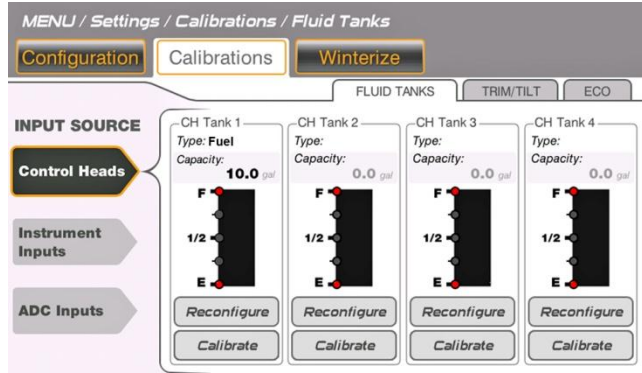 MENU / Settings / Calibrations / Fluid Tanks
Configuration Calibrations Winterize
FLUID TANKS TRIM/TILT ECO
INPUT SOURCE
Control Heads
Instrument
Inputs
ADC Inputs
CH Tank 1
Type: Fuel
Capacity:
10.0 gal
F
1/2
E
Reconfigure
Calibrate
CH Tank 2
Type:
Capacity:
0.0 gal
F
1/2
E
Reconfigure
Calibrate
CH Tank 3
Type:
Capacity:
0.0 gal
F
1/2
E
Reconfigure
Calibrate
CH Tank 4
Type:
Capacity:
0.0 gal
F
1/2
E
Reconfigure
Calibrate